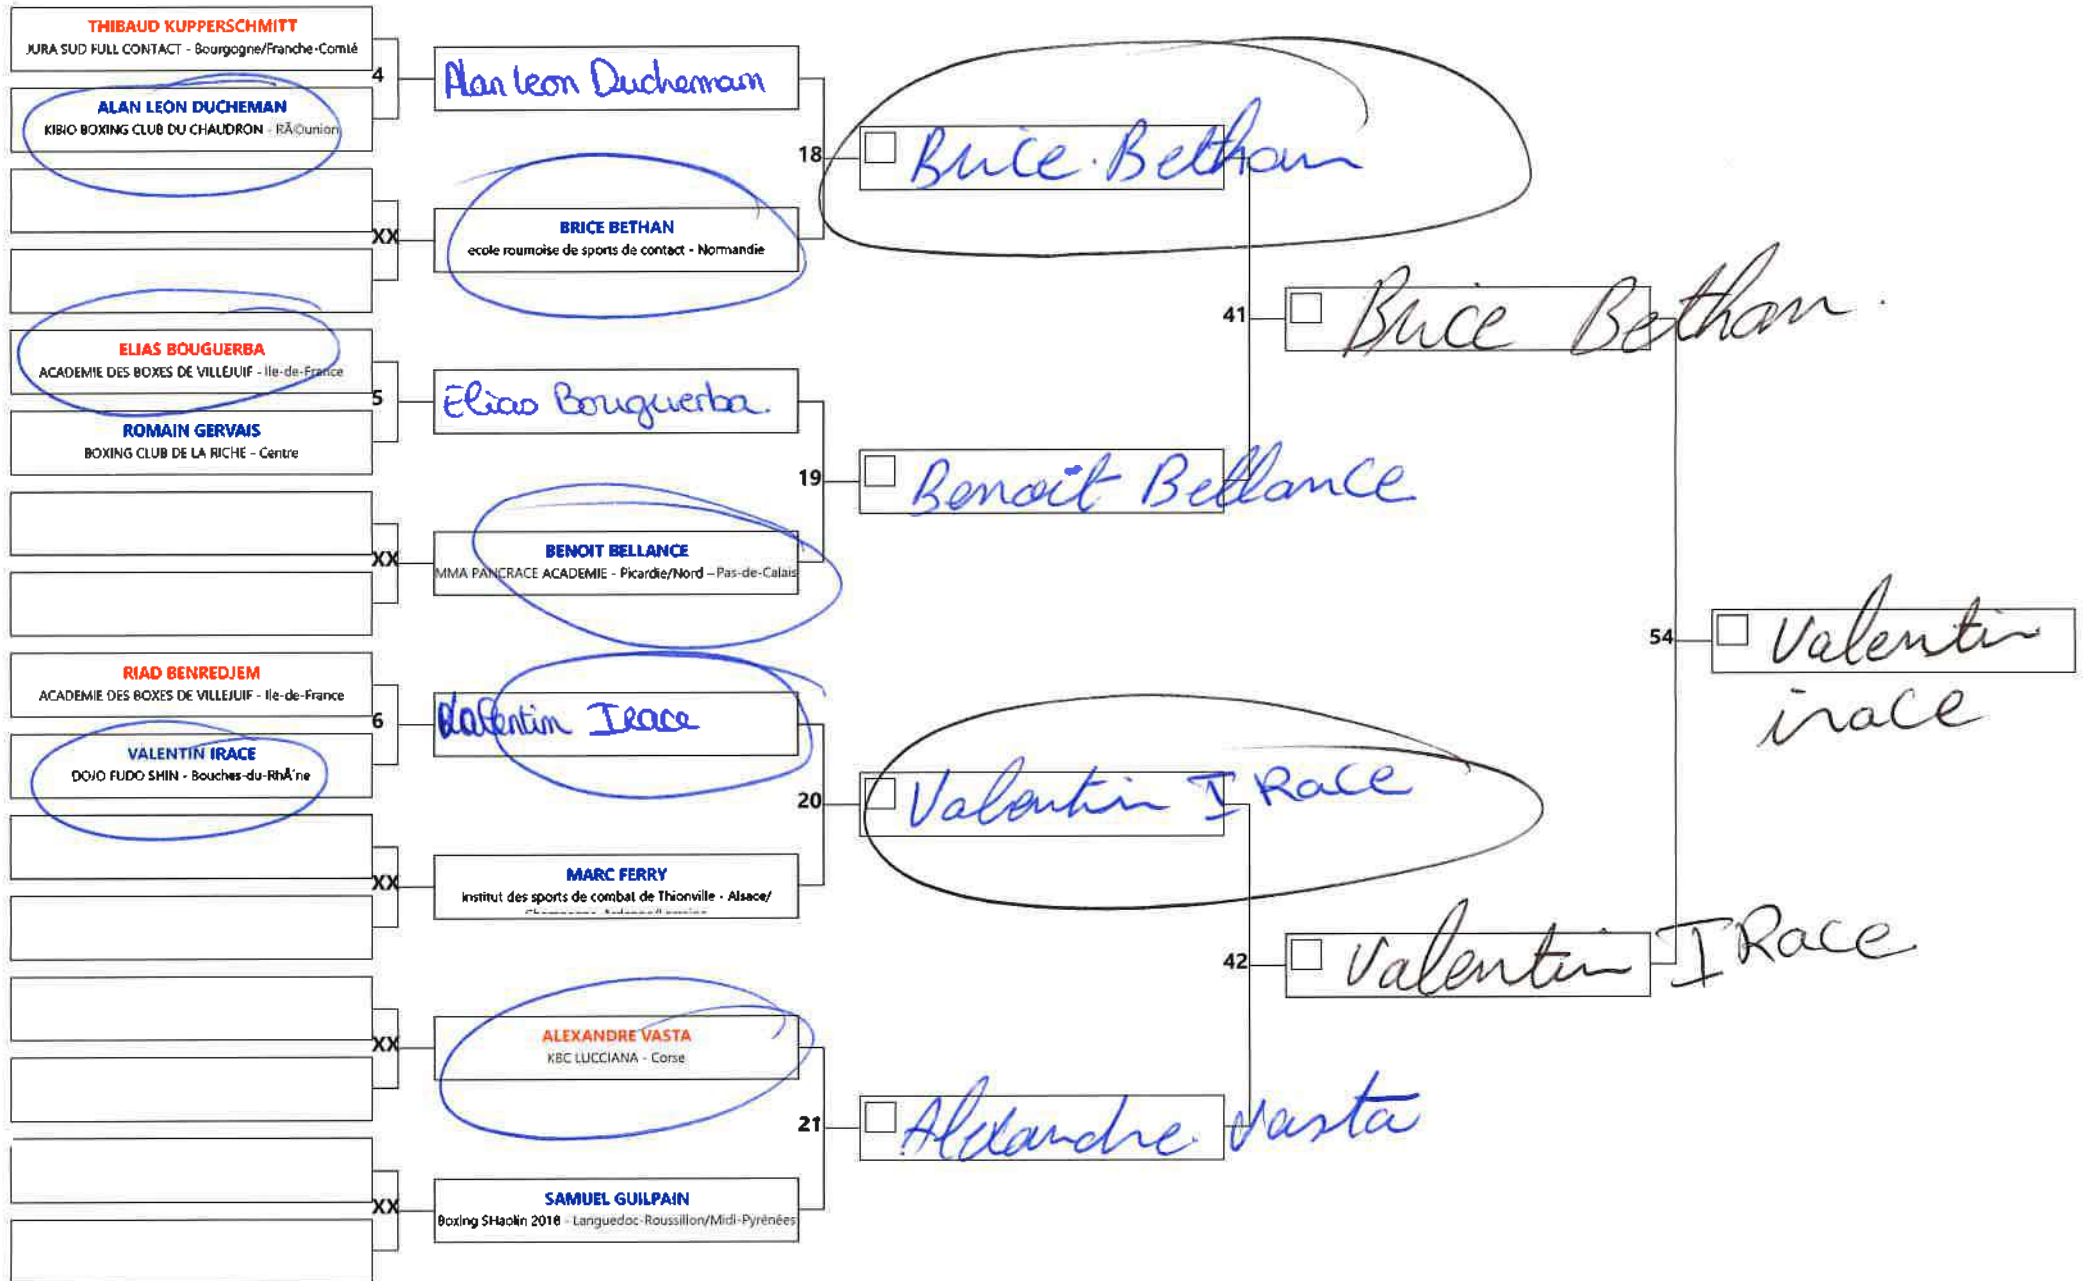 THIBAUD KUPPERSCHMITT
JURA SUD FULL CONTACT - Bourgogne/Franche-Comté
4
ALAN LEON DUCHEMAN
KIBIO BOXING CLUB DU CHAUDRON - RÃ©union
XX
ELIAS BOUGUERBA
ACADEMIE DES BOXES DE VILLEJUIF - Ile-de-France
5
ROMAIN GERVAIS
BOXING CLUB DE LA RICHE - Centre
XX
RIAD BENREDJEM
ACADEMIE DES BOXES DE VILLEJUIF - Ile-de-France
6
VALENTIN IRACE
DOJO FUDO SHIN - Bouches-du-RhÃ´ne
XX
XX
XX
Alan Leon Duchemam
18
BRICE BETHAN
ecole roumoise de sports de contact - Normandie
Elias Bouguerba.
19
BENOIT BELLANCE
MMA PANCRACE ACADEMIE - Picardie/Nord – Pas-de-Calais
Valentin Irace
20
MARC FERRY
Institut des sports de combat de Thionville - Alsace/
ALEXANDRE VASTA
KBC LUCCIANA - Corse
21
SAMUEL GUILPAIN
Boxing SHaolin 2018 - Languedoc-Roussillon/Midi-Pyrénées
Brice Bethan
41
Benoit Bellance
Valentin IRace
42
Alexandre Vasta
Brice Bethan.
54
Valentin IRace
Valentin
irace